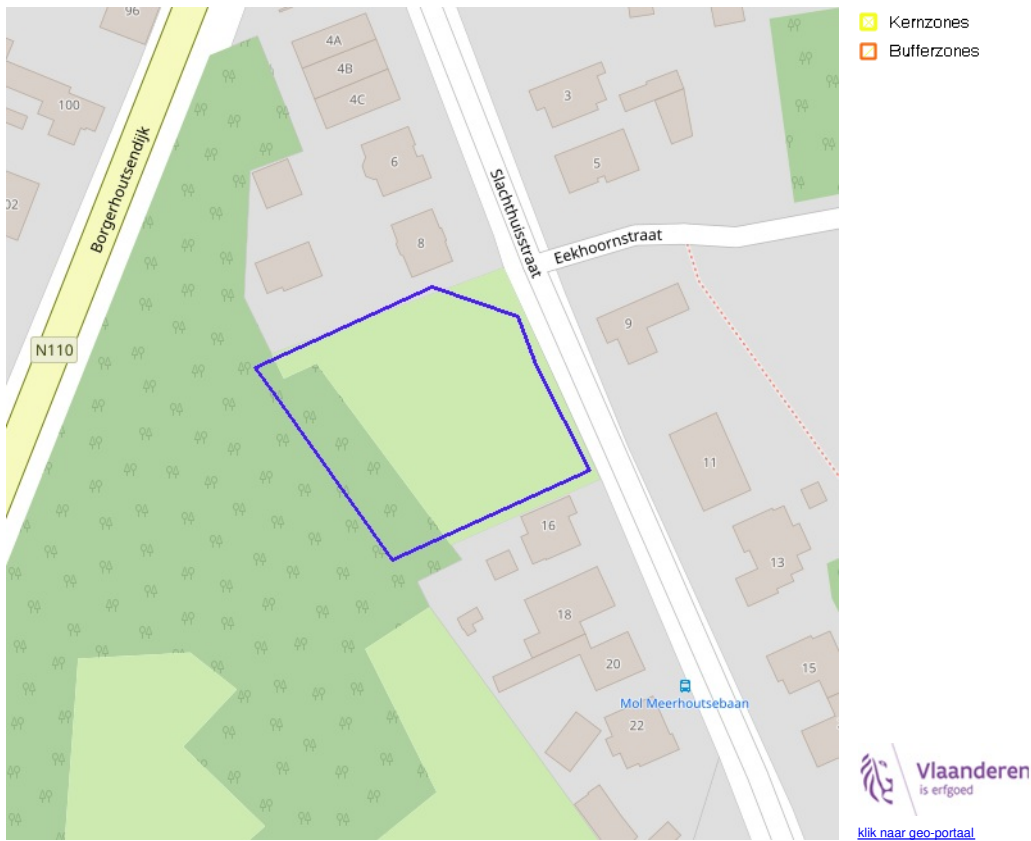 96
4A
4B
4C
100
3
5
6
02
8
Borgerhoutsendijk
Slachthuisstraat
Eekhoornstraat
N110
9
11
16
13
18
20
15
Mol Meerhoutsebaan
22
Kernzones
Bufferzones
Vlaanderen
is erfgoed
klik naar geo-portaal